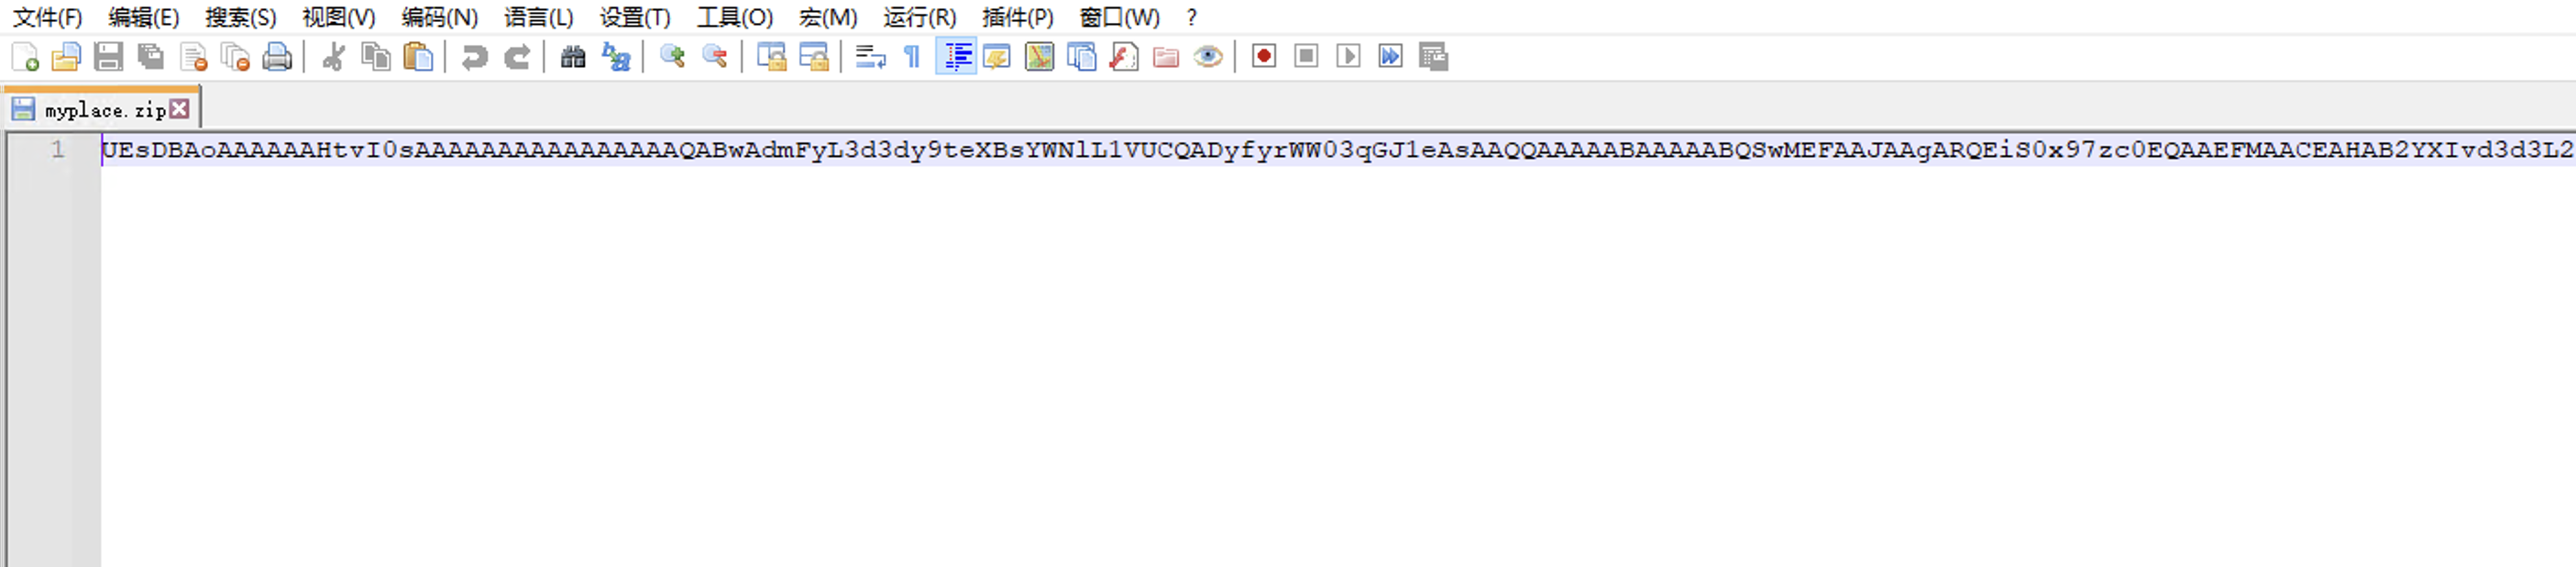 文件(F) 编辑(E) 搜索(S) 视图(V) 编码(N) 语言(L) 设置(T) 工具(O) 宏(M) 运行(R) 插件(P) 窗口(W) ?
myplace.zip
1 UEsDBAoAAAAAAHtvI0sAAAAAAAAAAAAAAAAQABwAdmFyL3d3dy9teXBsYWNlL1VUCQADyfyrWW03qGJ1eAsAAQQAAAAABAAAAABQSwMEFAAJAAgARQEiS0x97zc0EQAAEFMAACEAHAB2YXIvd3d3L2